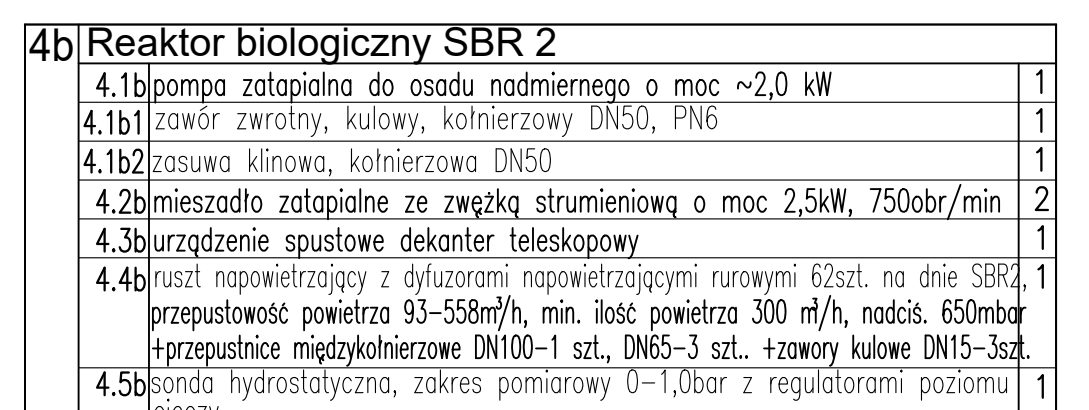 4b Reaktor biologiczny SBR 2
4.1b pompa zatapialna do osadu nadmiernego o moc ~2,0 kW 1
4.1b1 zawór zwrotny, kulowy, kołnierzowy DN50, PN6 1
4.1b2 zasuwa klinowa, kołnierzowa DN50 1
4.2b mieszadło zatapialne ze zwężką strumieniową o moc 2,5kW, 750obr/min 2
4.3b urządzenie spustowe dekanter teleskopowy 1
4.4b ruszt napowietrzający z dyfuzorami napowietrzającymi rurowymi 62szt. na dnie SBR2, 1
przepustowość powietrza 93-558m³/h, min. ilość powietrza 300 m³/h, nadciś. 650mbar
+przepustnice międzykołnierzowe DN100-1 szt., DN65-3 szt.. +zawory kulowe DN15-3szt.
4.5b sonda hydrostatyczna, zakres pomiarowy 0-1,0bar z regulatorami poziomu 1